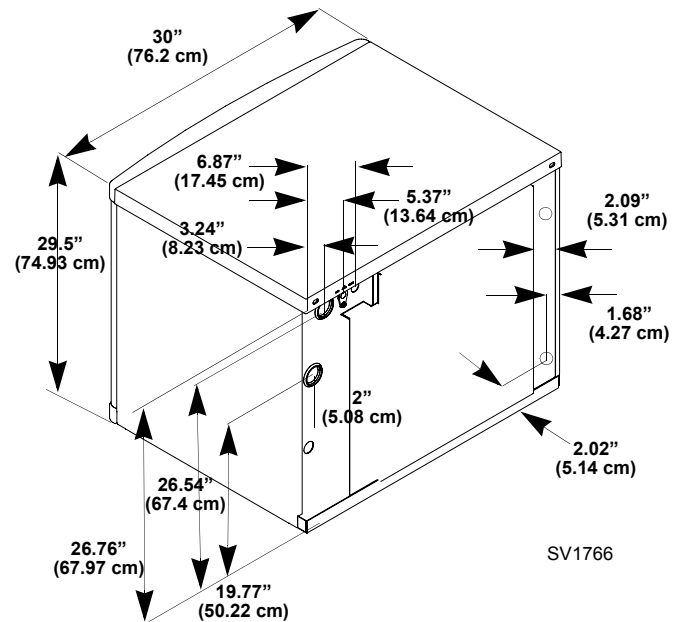 30”
(76.2 cm)
6.87”
(17.45 cm)
5.37”
(13.64 cm)
3.24”
(8.23 cm)
2.09”
(5.31 cm)
29.5”
(74.93 cm)
1.68”
(4.27 cm)
2”
(5.08 cm)
2.02”
(5.14 cm)
26.54”
(67.4 cm)
26.76”
(67.97 cm)
19.77”
(50.22 cm)
SV1766